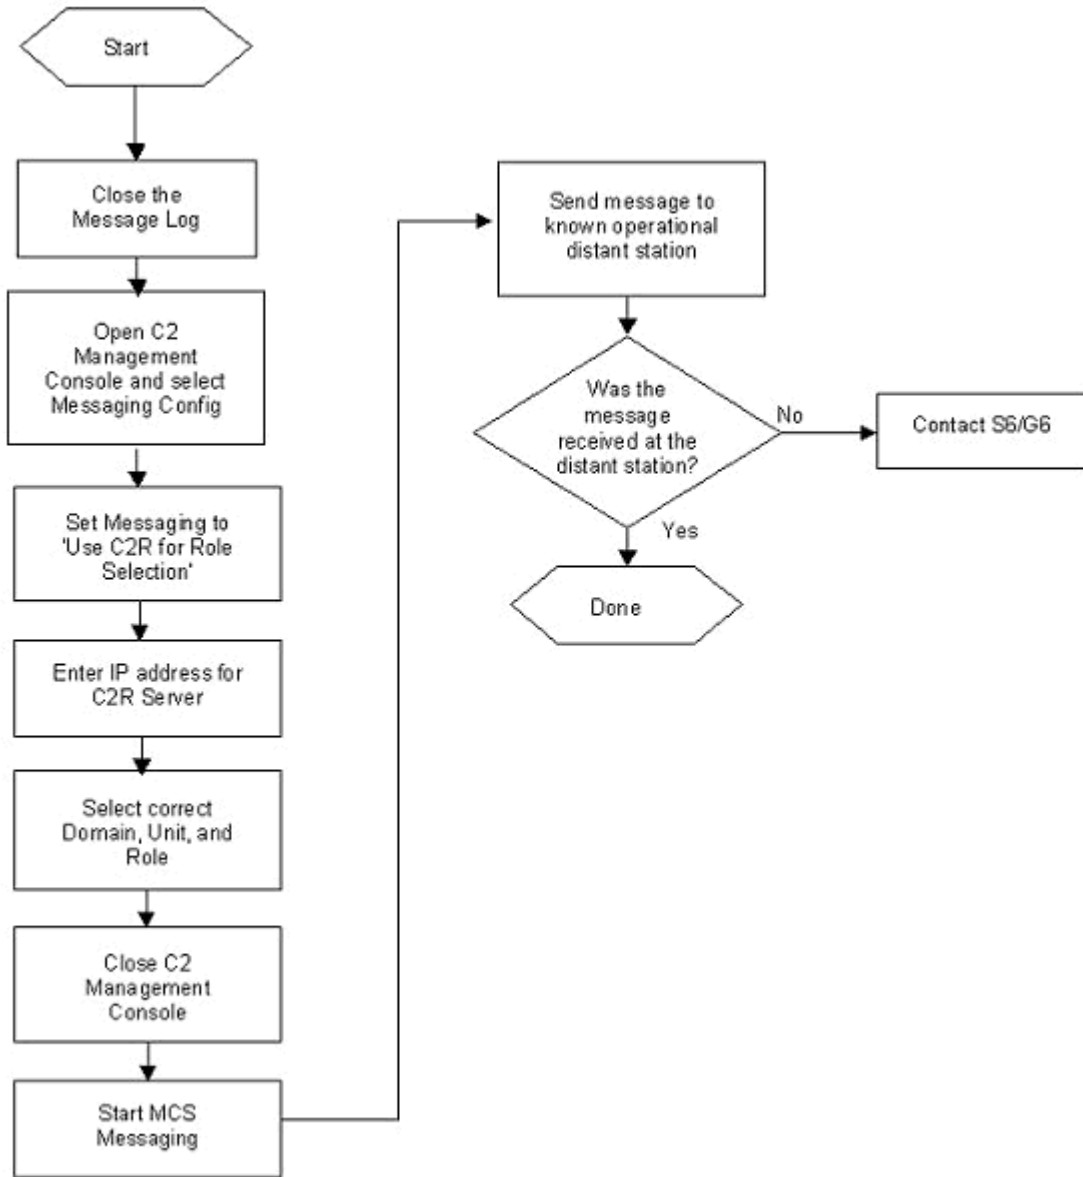 Start
Close the
Message Log
Open C2
Management
Console and select
Messaging Config
Set Messaging to
'Use C2R for Role
Selection'
Enter IP address for
C2R Server
Select correct
Domain, Unit, and
Role
Close C2
Management
Console
Start MCS
Messaging
Send message to
known operational
distant station
Was the
message
received at the
distant station?
No
Contact S6/G6
Yes
Done